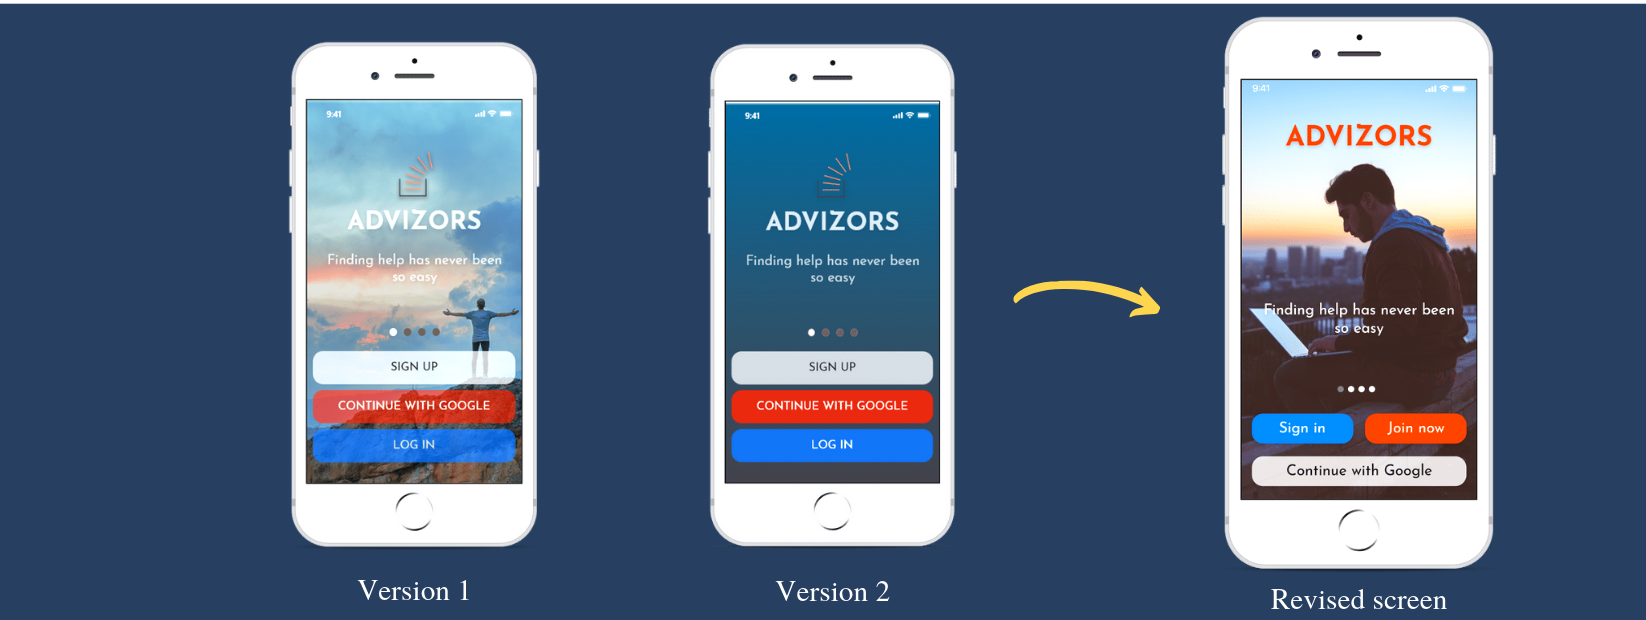 9:41
ADVIZORS
Finding help has never been
so easy
SIGN UP
CONTINUE WITH GOOGLE
LOG IN
Version 1
9:41
ADVIZORS
Finding help has never been
so easy
SIGN UP
CONTINUE WITH GOOGLE
LOG IN
Version 2
9:41
ADVIZORS
Finding help has never been
so easy
Sign in
Join now
Continue with Google
Revised screen